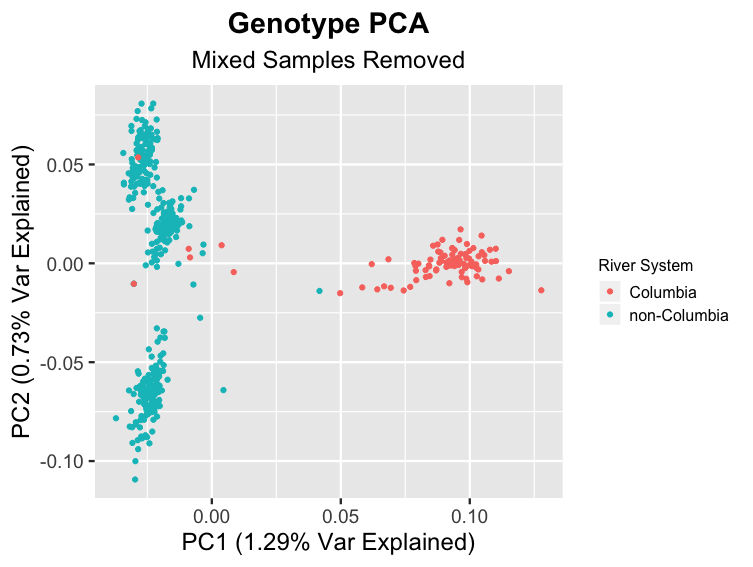 Genotype PCA
Mixed Samples Removed
PC2 (0.73% Var Explained)
0.05
0.00
-0.05
-0.10
0.00
0.05
0.10
PC1 (1.29% Var Explained)
River System
Columbia
non-Columbia